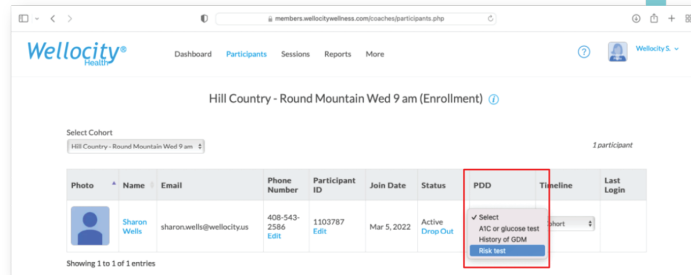 members.wellocitywellness.com/coaches/participants.php
Wellocity®
Health
Dashboard Participants Sessions Reports More
Wellocity S.
Hill Country - Round Mountain Wed 9 am (Enrollment)
Select Cohort
Hill Country - Round Mountain Wed 9 am
1 participant
Photo Name Email Phone Number Participant ID Join Date Status PDD Timeline Last Login
Sharon Wells sharon.wells@wellocity.us 408-543-2586 Edit 1103787 Edit Mar 5, 2022 Active Drop Out
✓ Select
A1C or glucose test
History of GDM
Risk test
Showing 1 to 1 of 1 entries